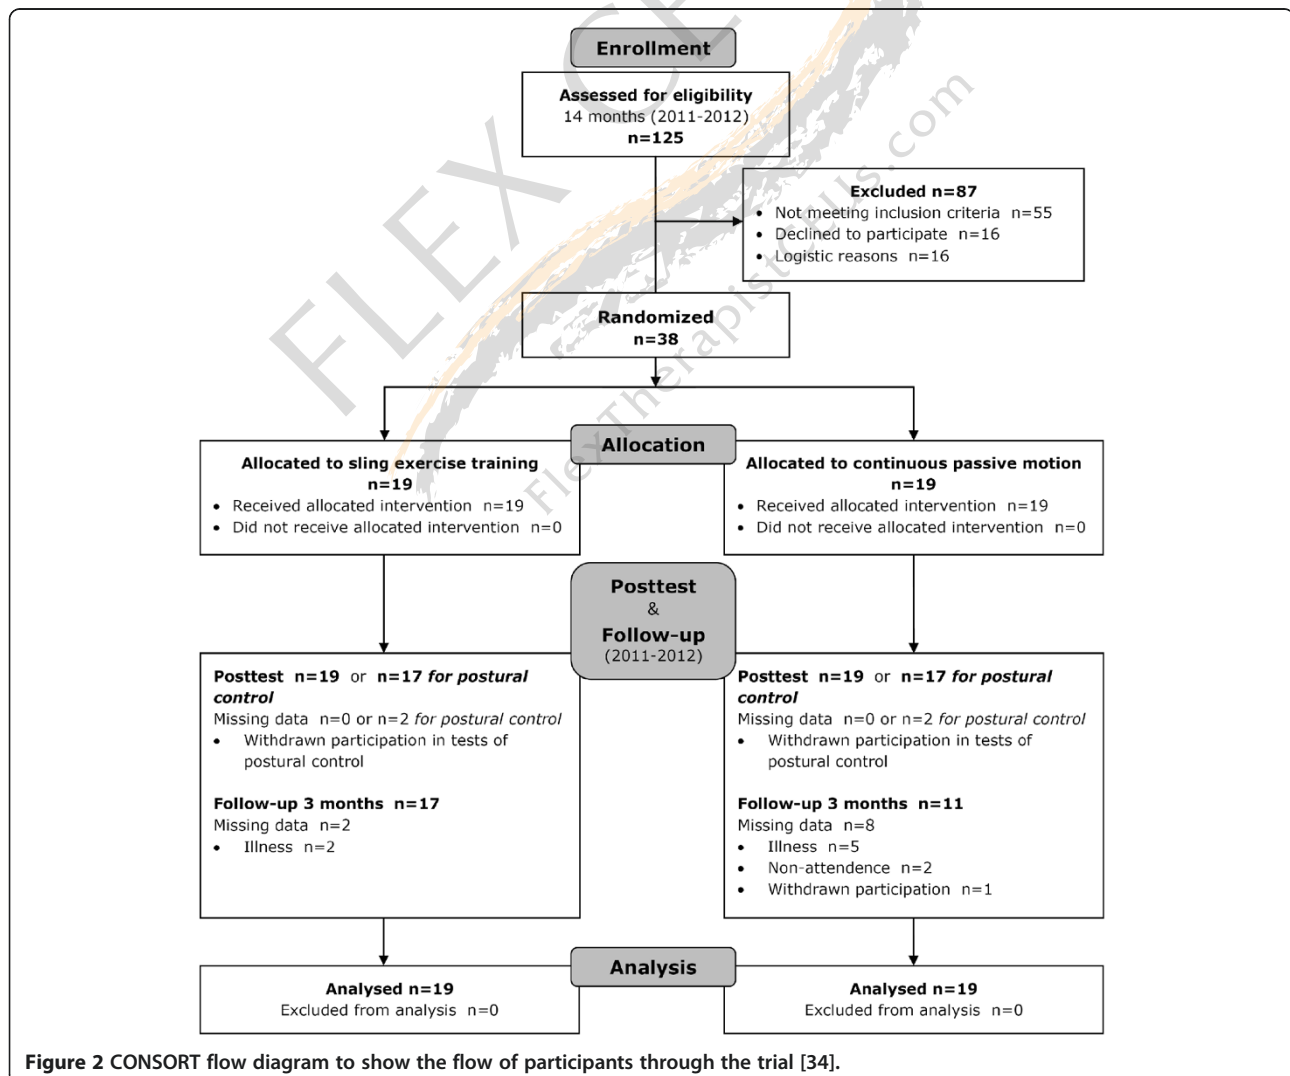 Enrollment
Assessed for eligibility
14 months (2011-2012)
n=125
Excluded n=87
• Not meeting inclusion criteria n=55
• Declined to participate n=16
• Logistic reasons n=16
Randomized
n=38
Allocation
Allocated to sling exercise training
n=19
• Received allocated intervention n=19
• Did not receive allocated intervention n=0
Allocated to continuous passive motion
n=19
• Received allocated intervention n=19
• Did not receive allocated intervention n=0
Posttest
&
Follow-up
(2011-2012)
Posttest n=19 or n=17 for postural
control
Missing data n=0 or n=2 for postural control
• Withdrawn participation in tests of
postural control
Follow-up 3 months n=17
Missing data n=2
• Illness n=2
Posttest n=19 or n=17 for postural
control
Missing data n=0 or n=2 for postural control
• Withdrawn participation in tests of
postural control
Follow-up 3 months n=11
Missing data n=8
• Illness n=5
• Non-attendence n=2
• Withdrawn participation n=1
Analysis
Analysed n=19
Excluded from analysis n=0
Analysed n=19
Excluded from analysis n=0
Figure 2 CONSORT flow diagram to show the flow of participants through the trial [34].
FLEX CE
FlexTherapistCEUs.com